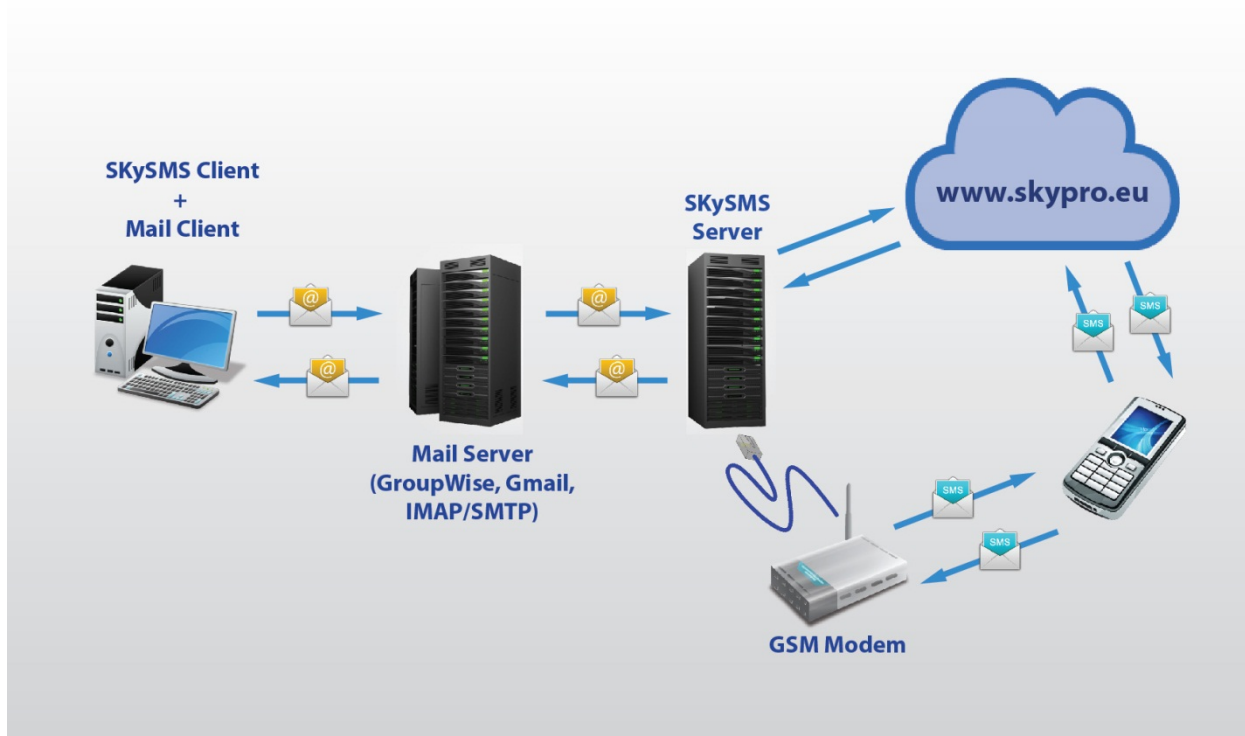 SKySMS Client
+
Mail Client
@
@
Mail Server
(GroupWise, Gmail,
IMAP/SMTP)
@
@
SKySMS
Server
www.skypro.eu
SMS
SMS
SMS
SMS
GSM Modem